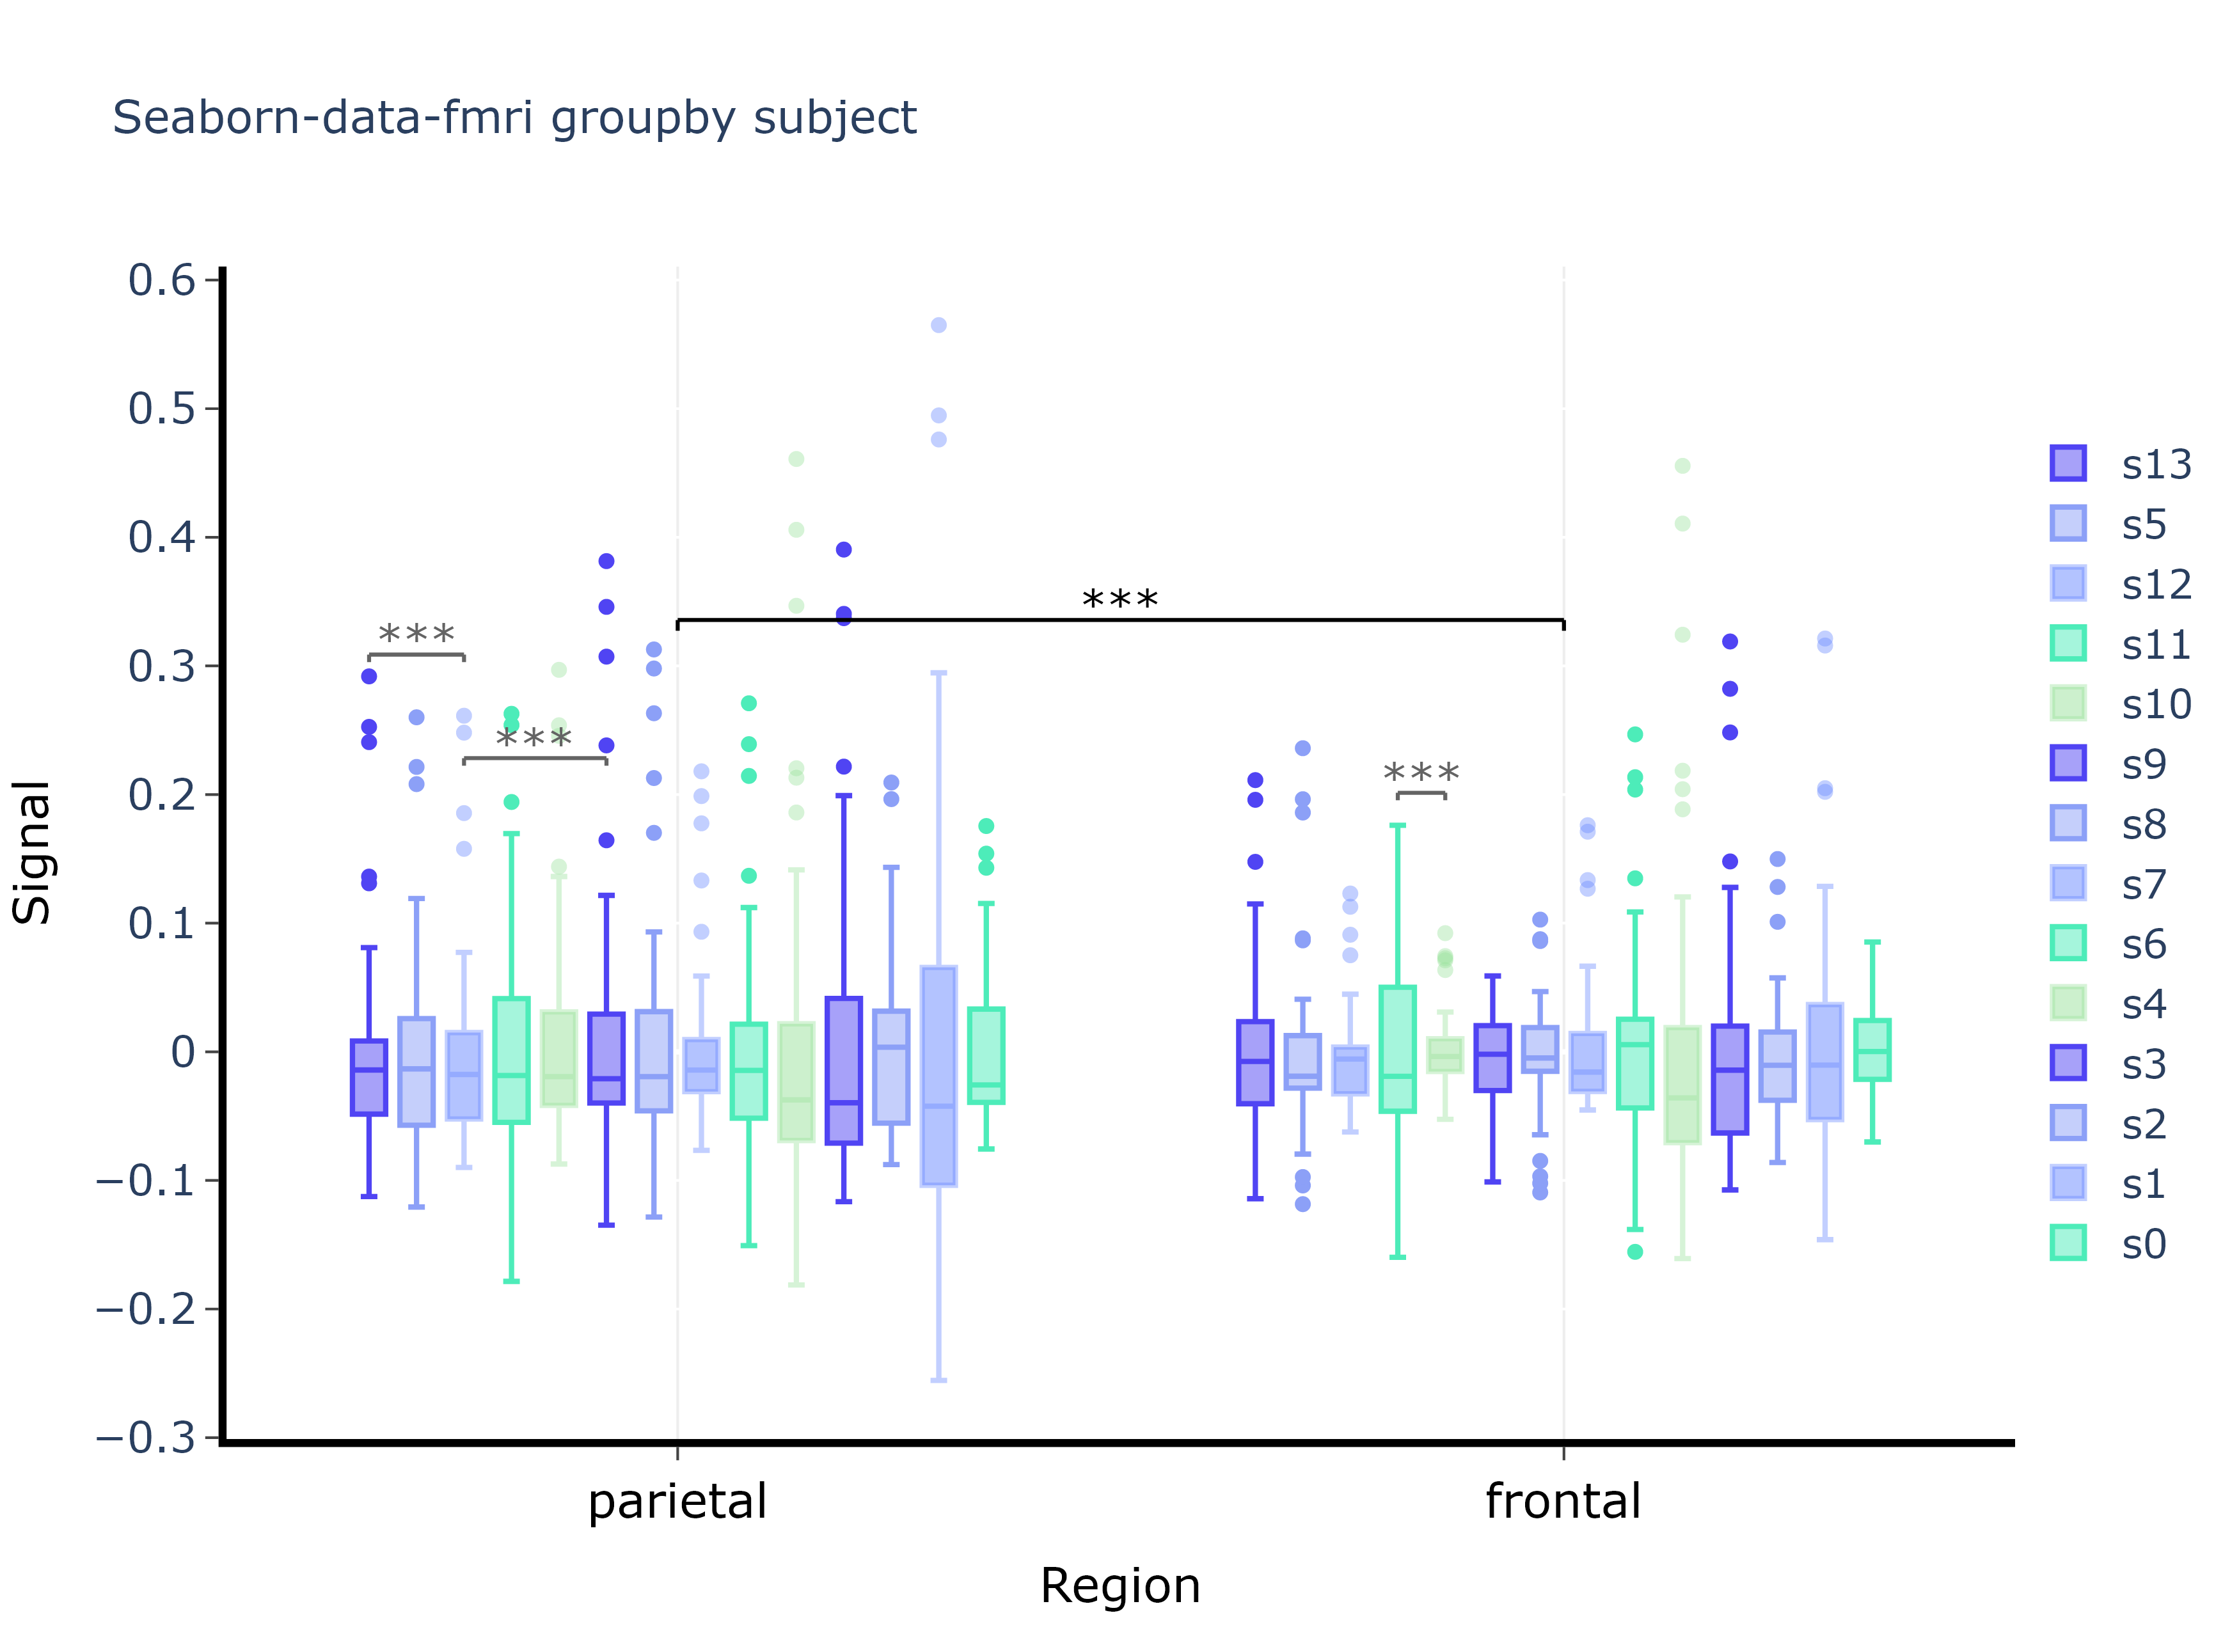 Seaborn-data-fmri groupby subject
0.6
0.5
0.4
0.3
0.2
0.1
0
−0.1
−0.2
−0.3
Signal
***
***
***
***
parietal
frontal
Region
s13
s5
s12
s11
s10
s9
s8
s7
s6
s4
s3
s2
s1
s0